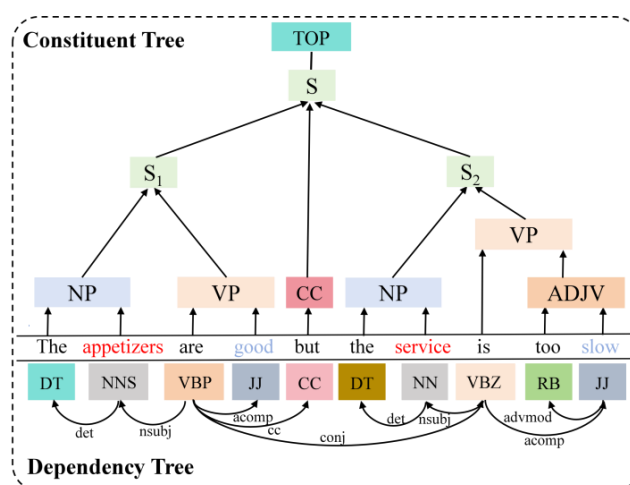 Constituent Tree
TOP
S
S1 S2
VP
NP VP CC NP ADJV
The appetizers are good but the service is too slow
DT NNS VBP JJ CC DT NN VBZ RB JJ
det nsubj acomp cc conj det nsubj advmod acomp
Dependency Tree